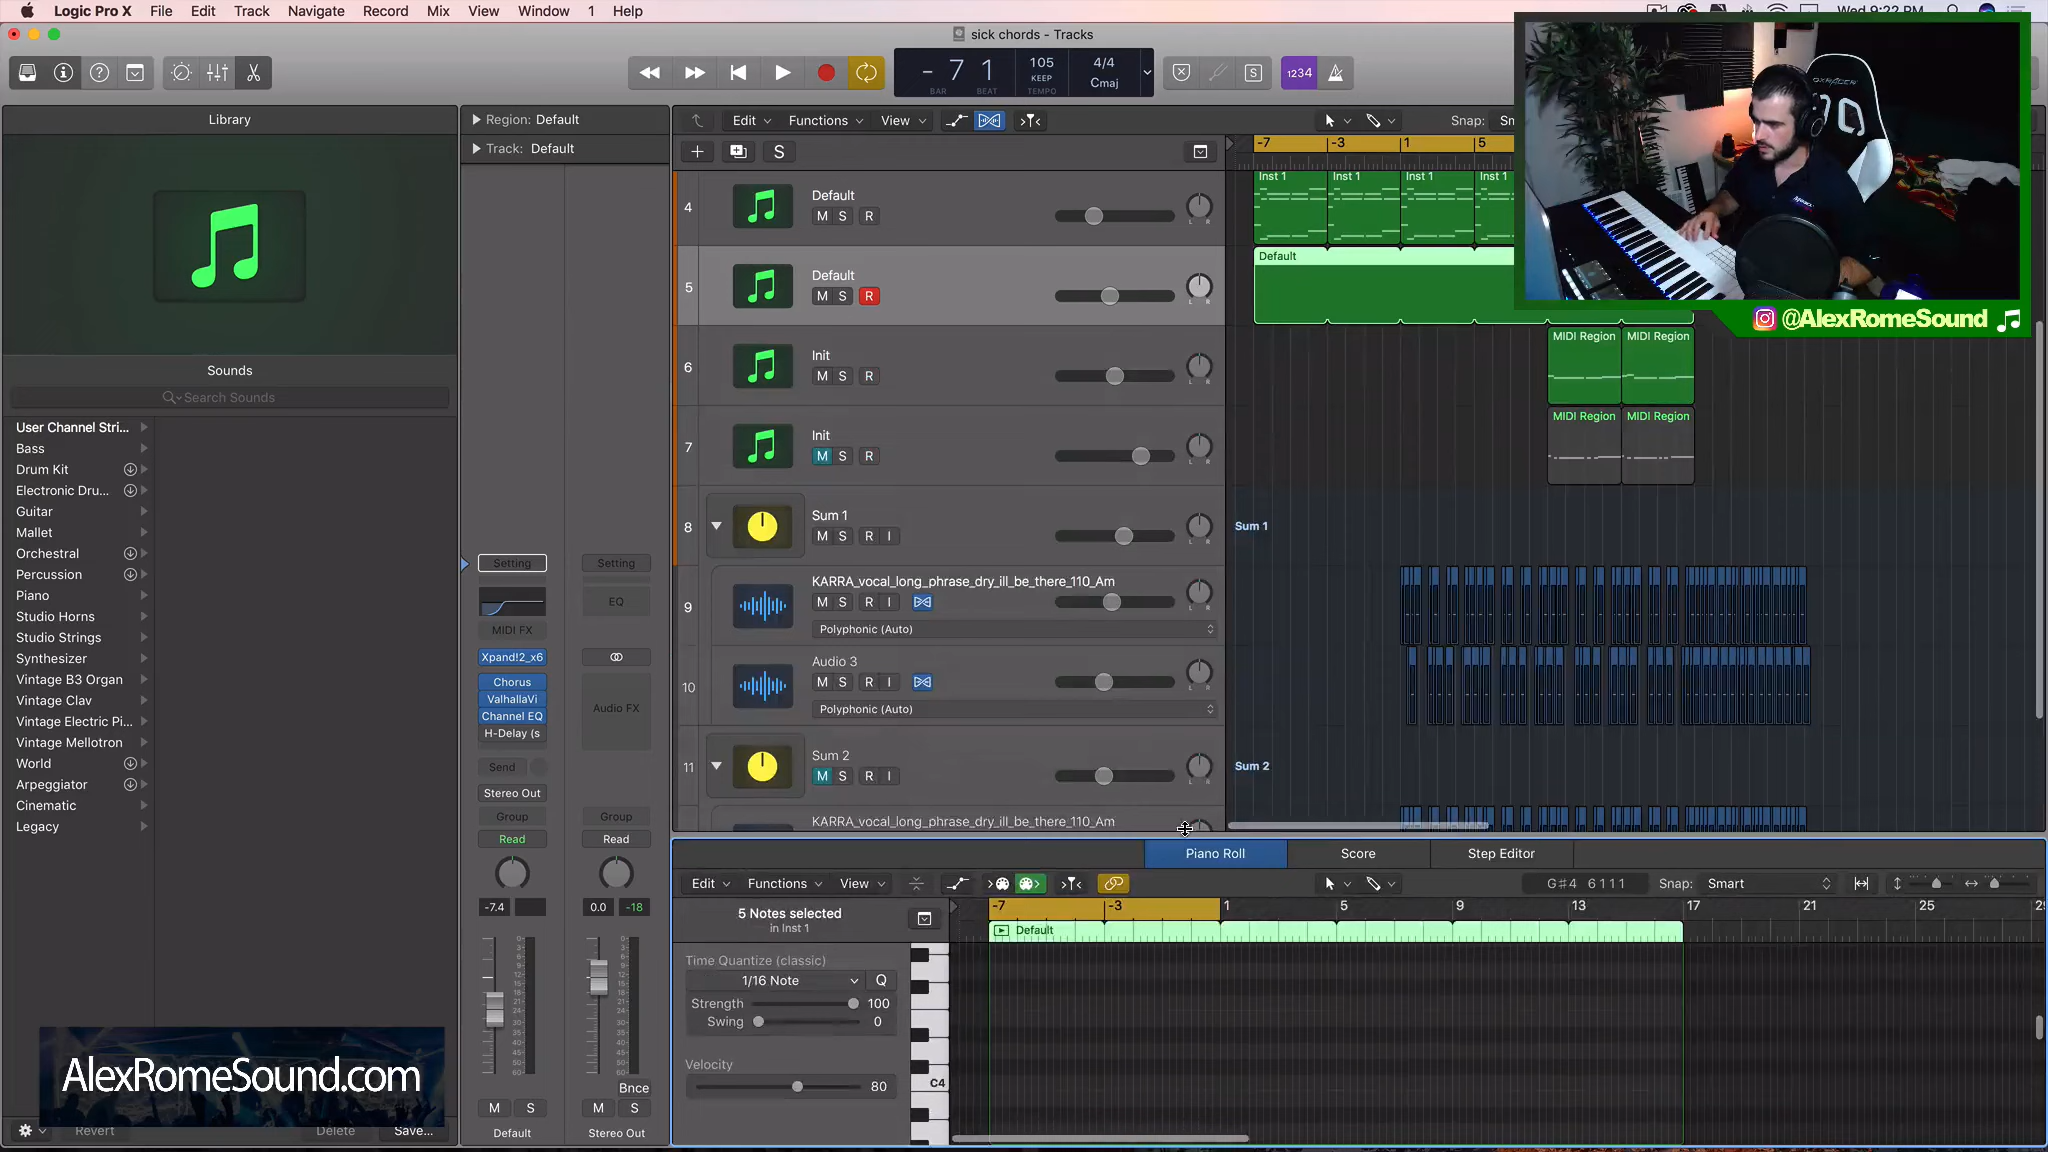 Logic Pro X File Edit Track Navigate Record Mix View Window 1 Help
Wed 9:22 PM
sick chords - Tracks
- 7 1
BAR BEAT
105
KEEP
TEMPO
4/4
Cmaj
S
1234
Library
Region: Default
Track: Default
Edit Functions View
Snap:
S
-7 -3 1 5
Sounds
Search Sounds
User Channel Stri...
Bass
Drum Kit
Electronic Dru...
Guitar
Mallet
Orchestral
Percussion
Piano
Studio Horns
Studio Strings
Synthesizer
Vintage B3 Organ
Vintage Clav
Vintage Electric Pi...
Vintage Mellotron
World
Arpeggiator
Cinematic
Legacy
Revert Delete Save...
AlexRomeSound.com
Setting Setting
EQ
MIDI FX
Xpand!2_x6
Chorus
ValhallaVi
Channel EQ
H-Delay (s
Audio FX
Send
Stereo Out
Group Group
Read Read
-7.4 0.0 -18
Bnce
M S M S
Default Stereo Out
4 Default
M S R
5 Default
M S R
6 Init
M S R
7 Init
M S R
8 Sum 1
M S R I
9 KARRA_vocal_long_phrase_dry_ill_be_there_110_Am
M S R I
Polyphonic (Auto)
10 Audio 3
M S R I
Polyphonic (Auto)
11 Sum 2
M S R I
KARRA_vocal_long_phrase_dry_ill_be_there_110_Am
Inst 1 Inst 1 Inst 1 Inst 1
Default
MIDI Region MIDI Region
MIDI Region MIDI Region
Sum 1
Sum 2
@AlexRomeSound
Piano Roll Score Step Editor
Edit Functions View
G#4 6 1 1 1
Snap: Smart
5 Notes selected
in Inst 1
-7 -3 1 5 9 13 17 21 25
Default
Time Quantize (classic)
1/16 Note Q
Strength 100
Swing 0
Velocity
80
C4